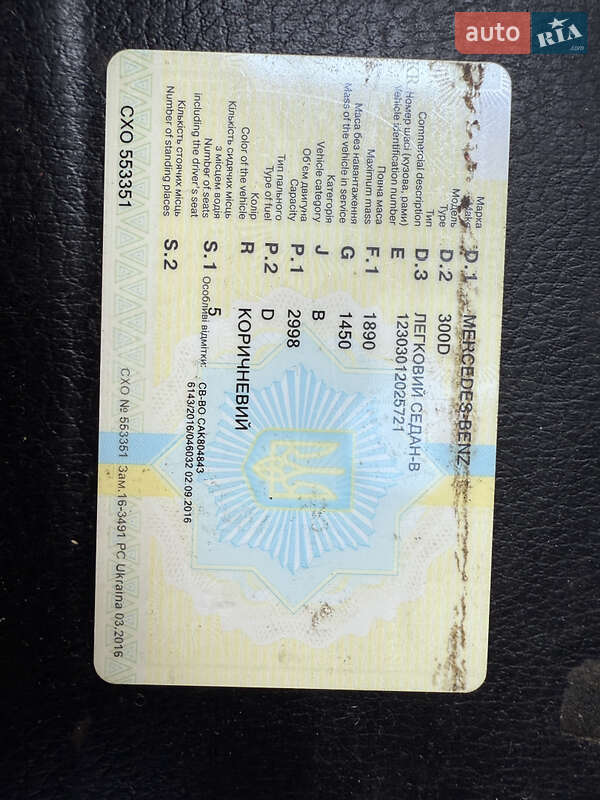 auto RIA .com
Марка
Make D.1 MERCEDES-BENZ
Модель
Type D.2 300D
Тип
Commercial description D.3 ЛЕГКОВИЙ СЕДАН-В
Номер шасі (кузова, рами)
Vehicle identification number E 12303012025721
Повна маса
Maximum mass F.1 1890
Маса без навантаження
Mass of the vehicle in service G 1450
Категорія
Vehicle category J B
Об'єм двигуна
Capacity P.1 2998
Тип пального
Type of fuel P.2 D
Колір
Color of the vehicle R КОРИЧНЕВИЙ
Кількість сидячих місць
з місцем водія
Number of seats S.1 5
including the driver's seat
Особливі відмітки: СВ-ВО САК804843
6143/2016/046032 02.09.2016
Кількість стоячих місць
Number of standing places S.2
СХО 553351
СХО № 553351 Зам.16-3491 PC Ukraina 03.2016